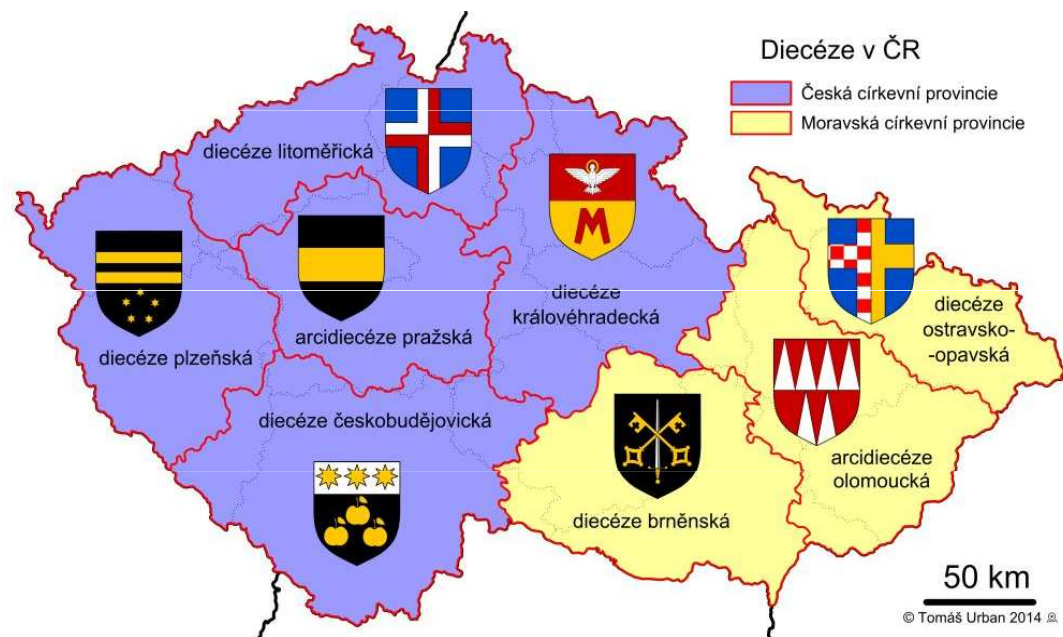 Diecéze v ČR
Česká církevní provincie
Moravská církevní provincie
diecéze litoměřická
diecéze plzeňská
arcidiecéze pražská
M
diecéze
královéhradecká
diecéze českobudějovická
diecéze brněnská
arcidiecéze
olomoucká
diecéze
ostravsko-
-opavská
50 km
© Tomáš Urban 2014